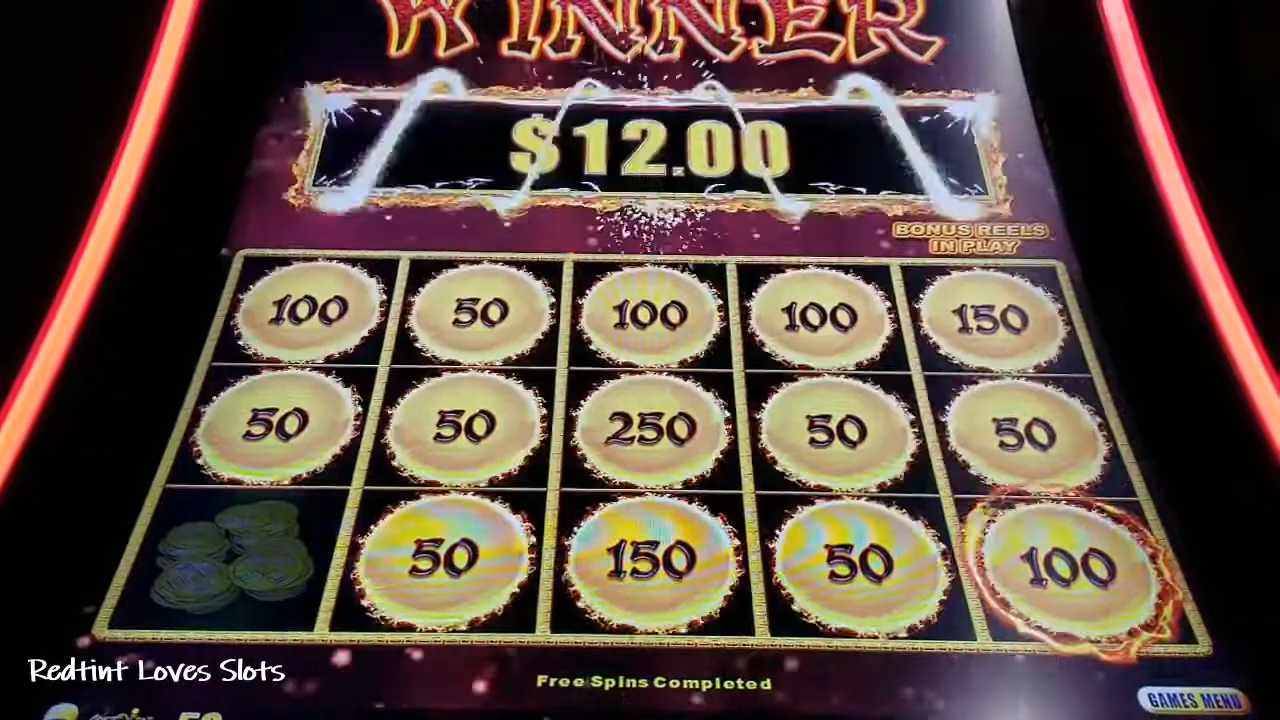 WINNER
$12.00
BONUS REELS
IN PLAY
100 50 100 100 150
50 50 250 50 50
50 150 50 100
Redtint Loves Slots
Free Spins Completed
GAMES MENU